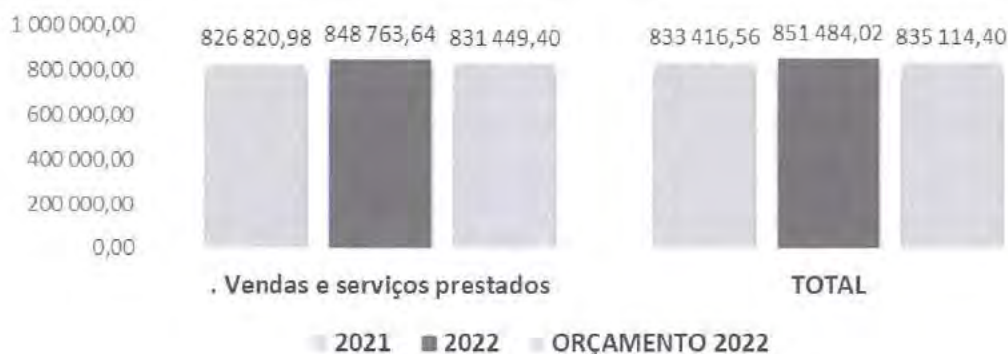 1 000 000,00
826 820,98 848 763,64 831 449,40 833 416,56 851 484,02 835 114,40
800 000,00
600 000,00
400 000,00
200 000,00
0,00
. Vendas e serviços prestados TOTAL
2021 2022 ORÇAMENTO 2022